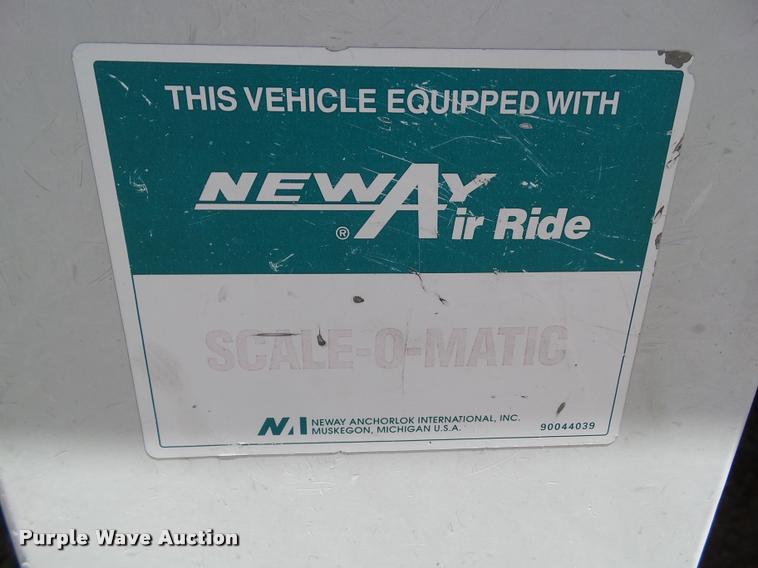 THIS VEHICLE EQUIPPED WITH
NEWAY
® Air Ride
SCALE-O-MATIC
NAI NEWAY ANCHORLOK INTERNATIONAL, INC.
MUSKEGON, MICHIGAN U.S.A. 90044039
Purple Wave Auction